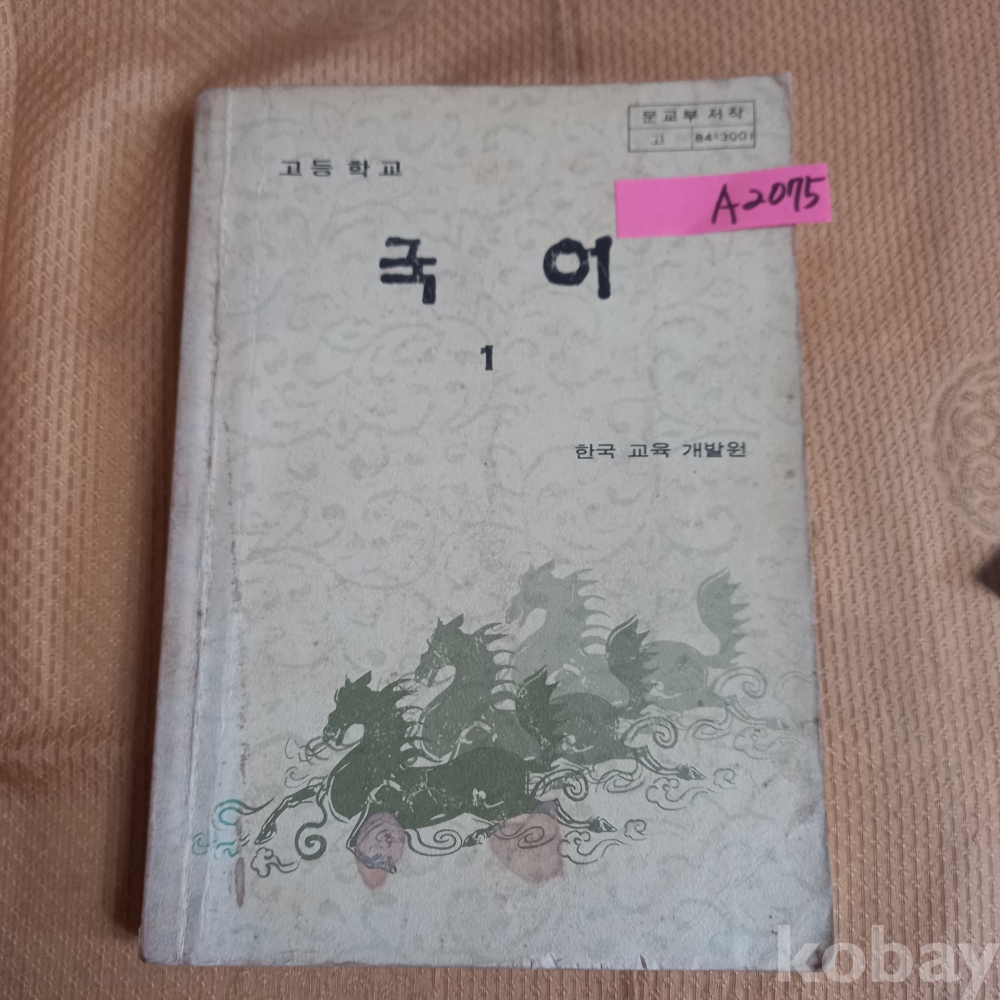 문교부 저작
고 84-3001
고등 학교
A2075
국 어
1
한국 교육 개발원
kobay